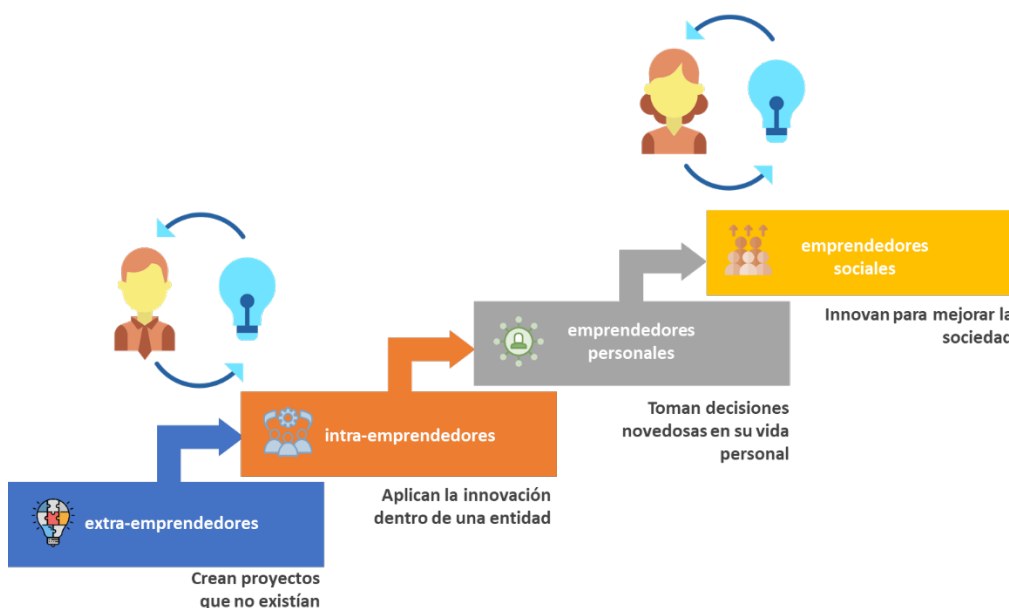 emprendedores
sociales
Innovan para mejorar la
sociedad
emprendedores
personales
Toman decisiones
novedosas en su vida
personal
intra-emprendedores
Aplican la innovación
dentro de una entidad
extra-emprendedores
Crean proyectos
que no existían